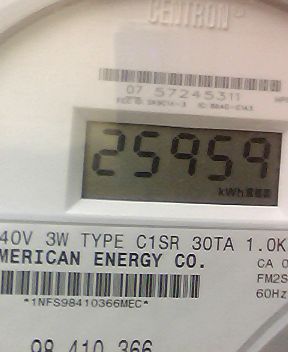 CENTRON
07 57245311
25959
kWh
40V 3W TYPE C1SR 30TA 1.0K
MERICAN ENERGY CO.
CA 0
FM2S
60Hz
*1NFS98410366MEC*
98 410 366